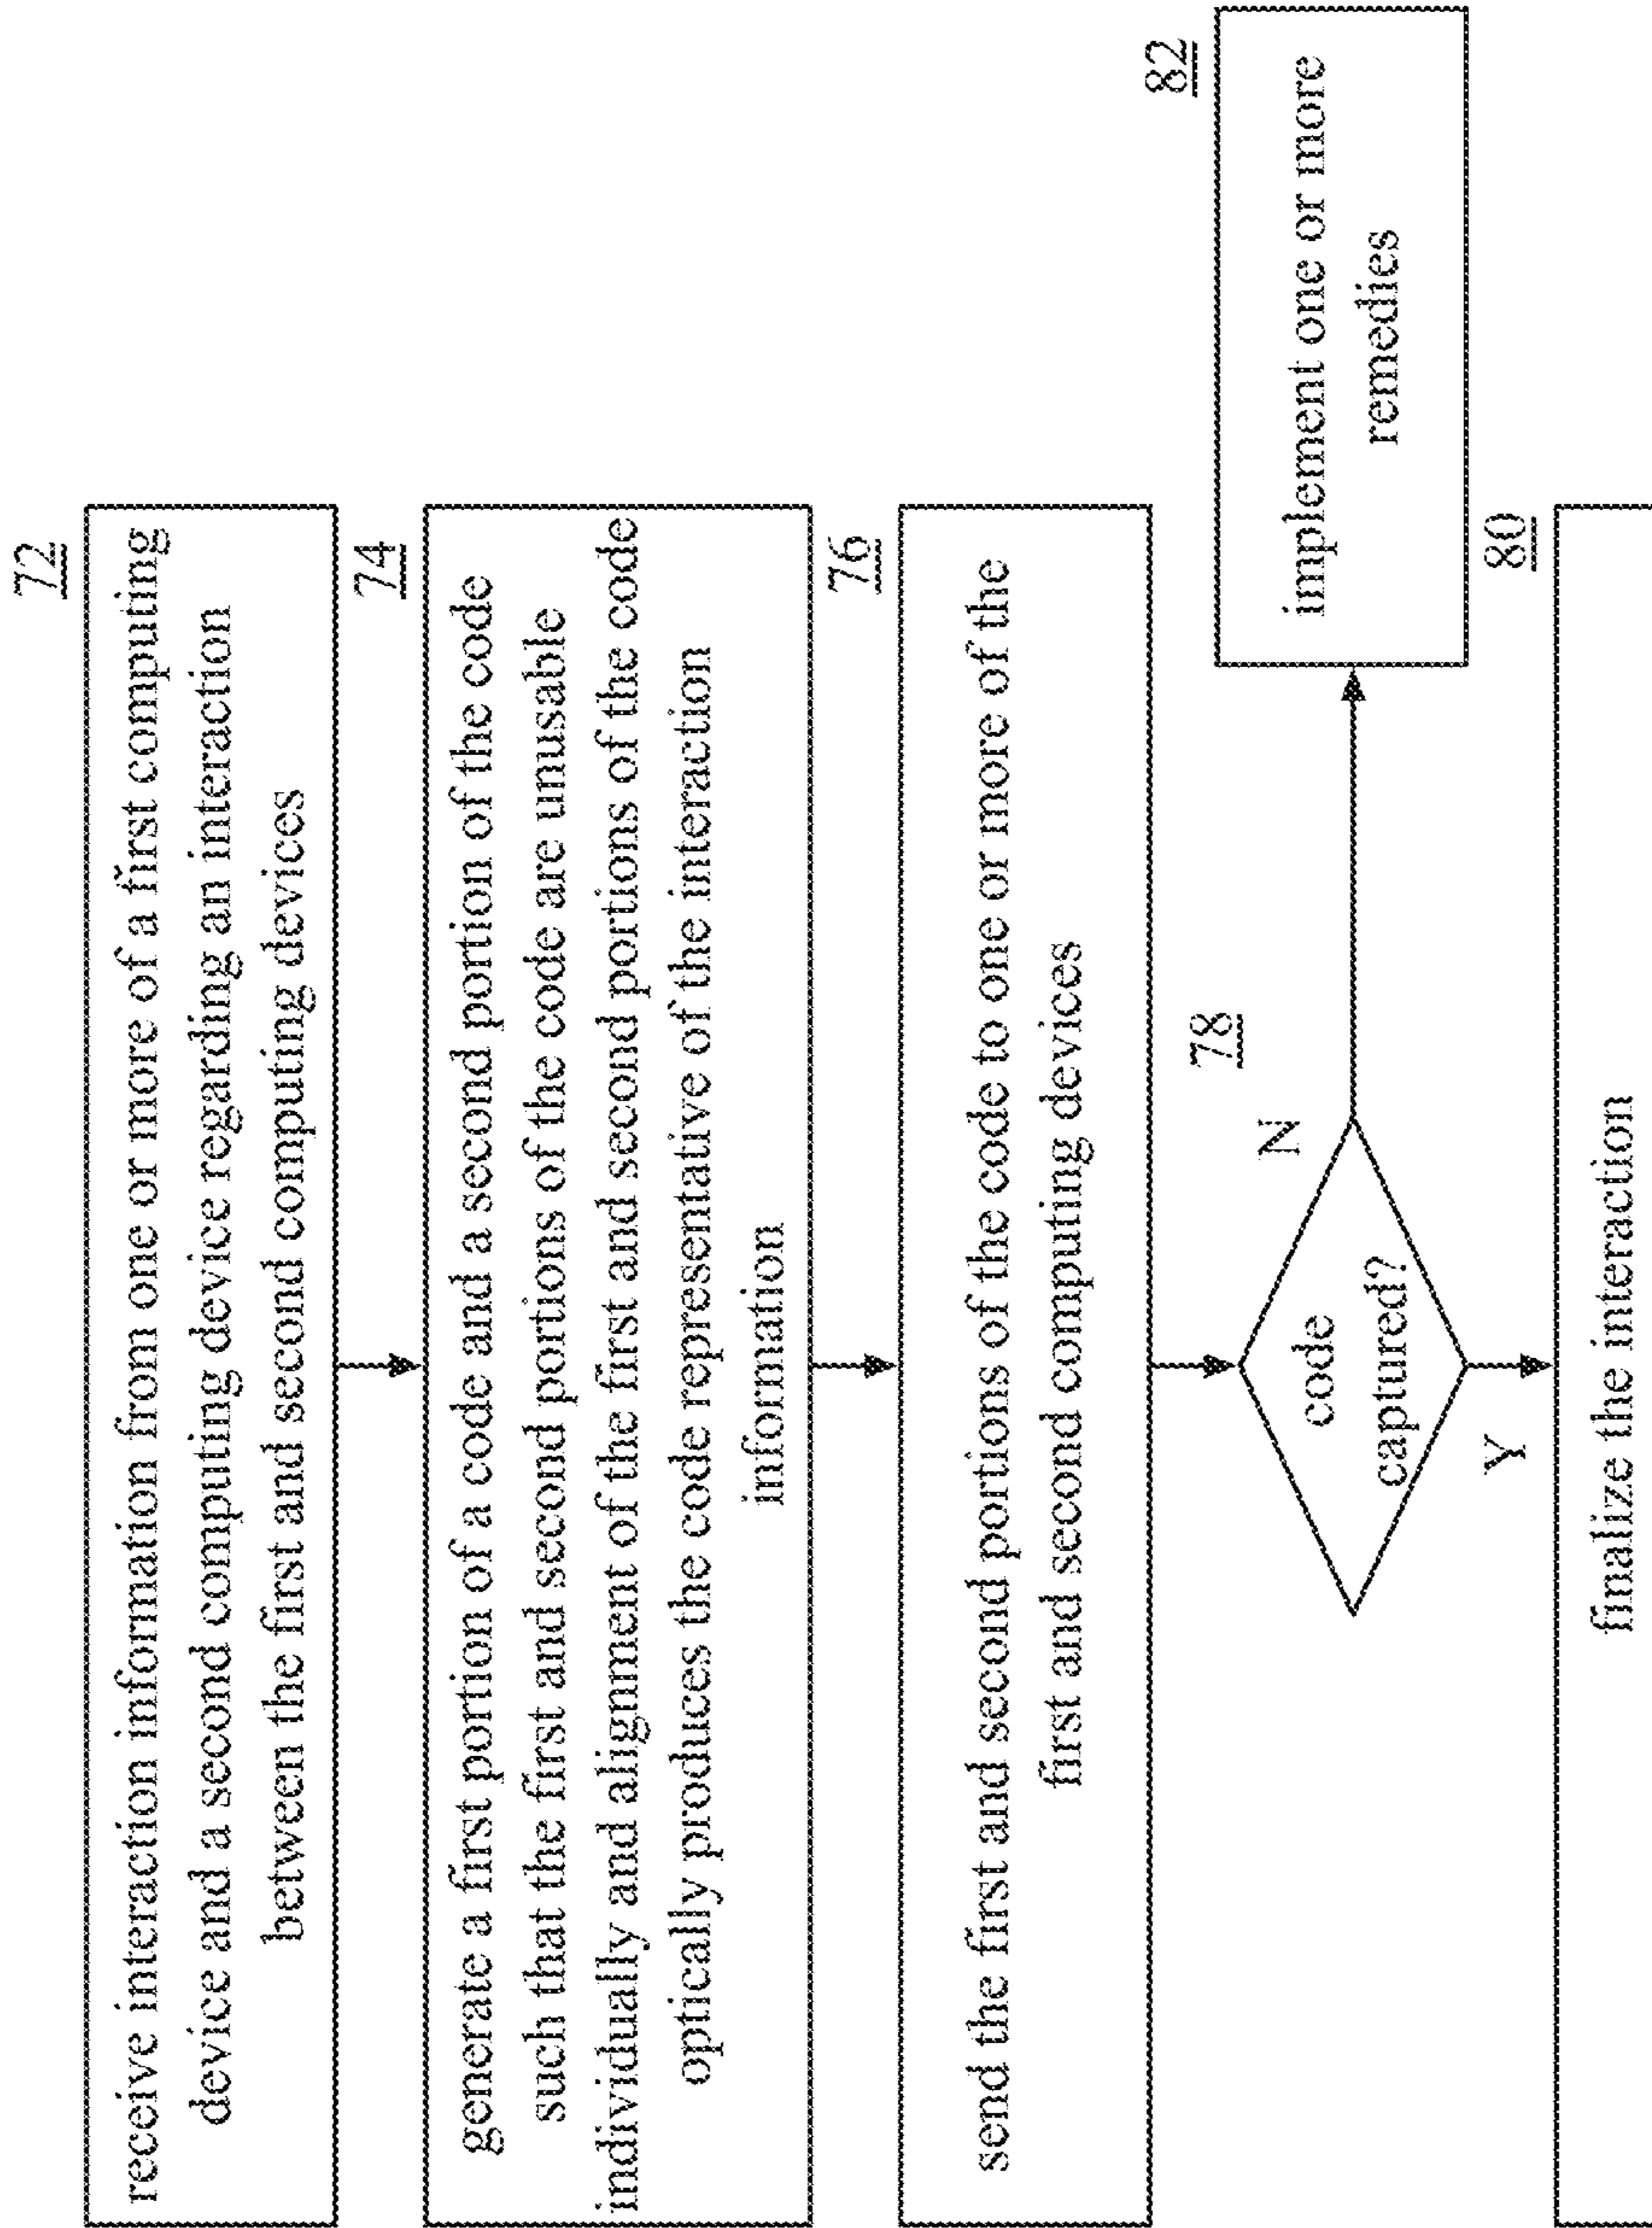 72
receive interaction information from one or more of a first computing
device and a second computing device regarding an interaction
between the first and second computing devices
74
generate a first portion of a code and a second portion of the code
such that the first and second portions of the code are unusable
individually and alignment of the first and second portions of the code
optically produces the code representative of the interaction
information
76
send the first and second portions of the code to one or more of the
first and second computing devices
78
code
captured?
N
Y
82
implement one or more
remedies
80
finalize the interaction